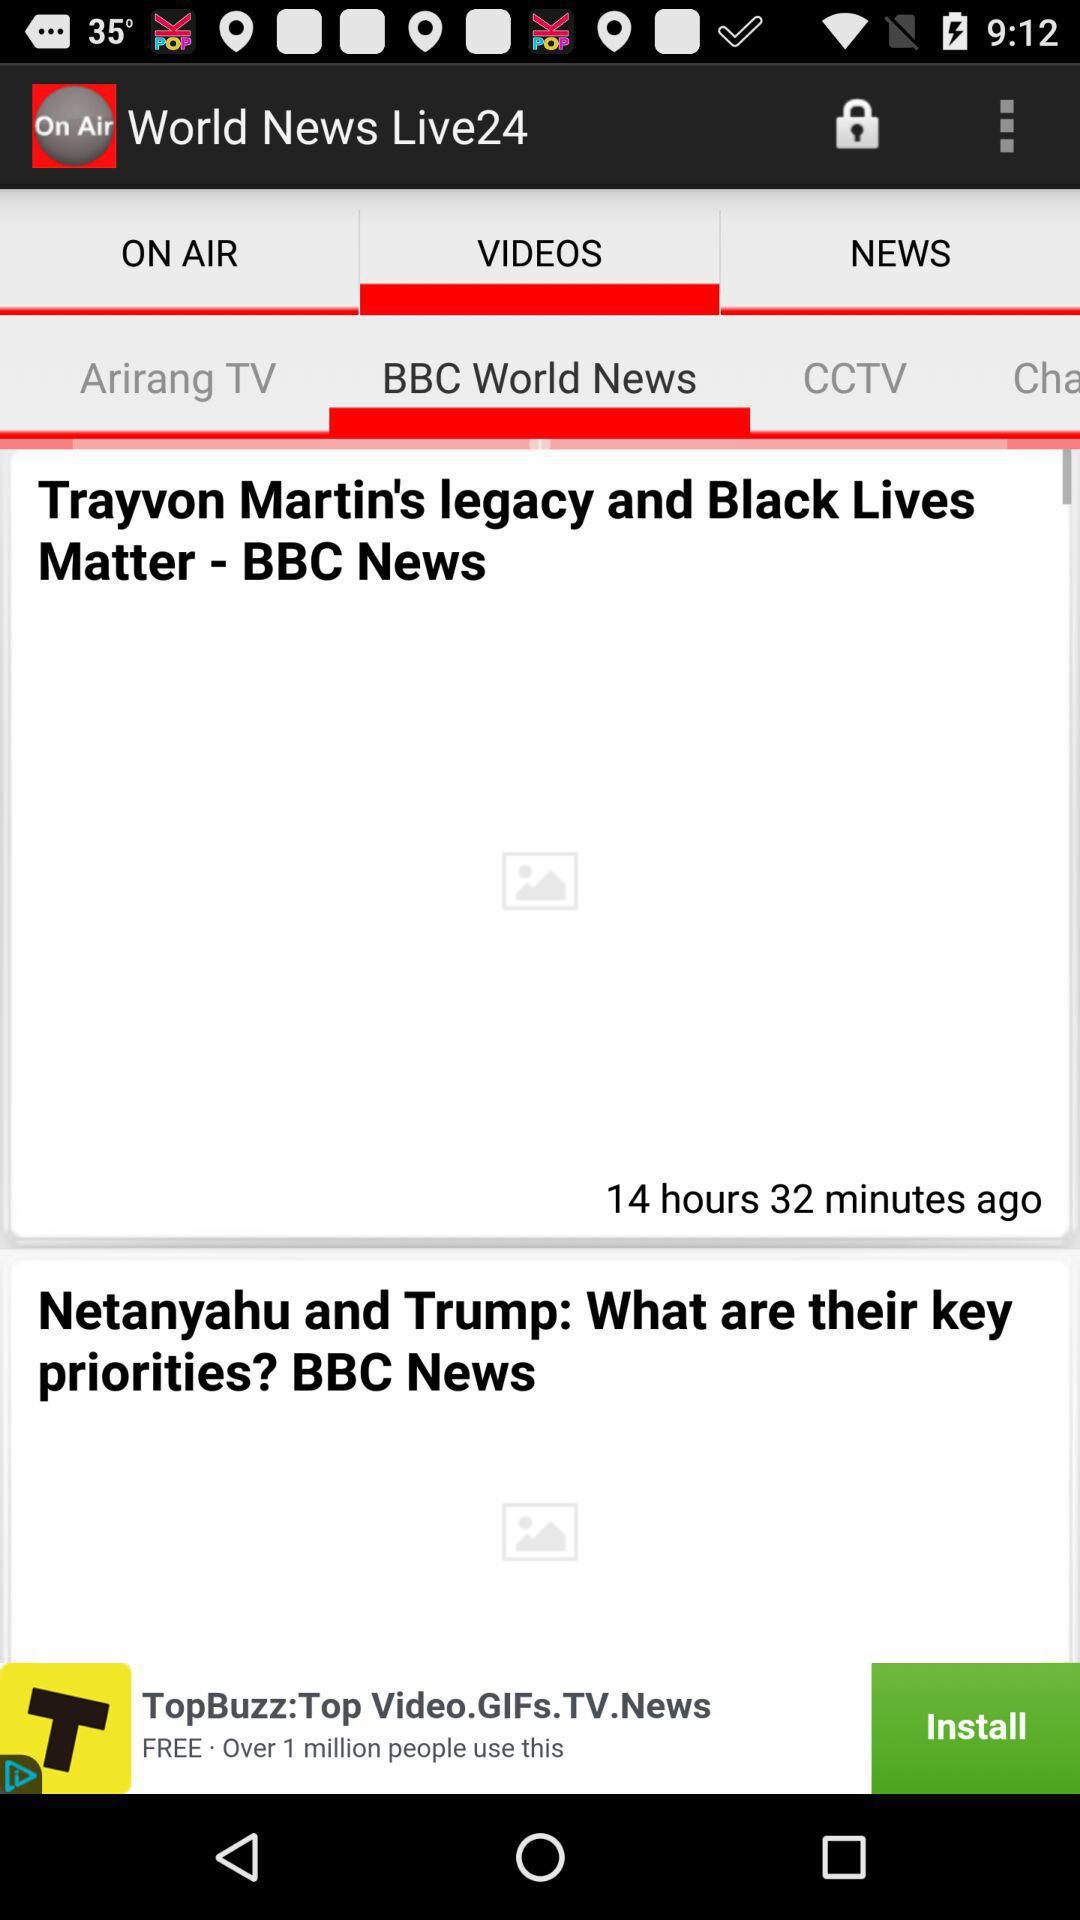 35° POP POP 9:12
On Air World News Live24
ON AIR VIDEOS NEWS
Arirang TV BBC World News CCTV Cha
Trayvon Martin's legacy and Black Lives
Matter - BBC News
14 hours 32 minutes ago
Netanyahu and Trump: What are their key
priorities? BBC News
T TopBuzz:Top Video.GIFs.TV.News
FREE · Over 1 million people use this
Install